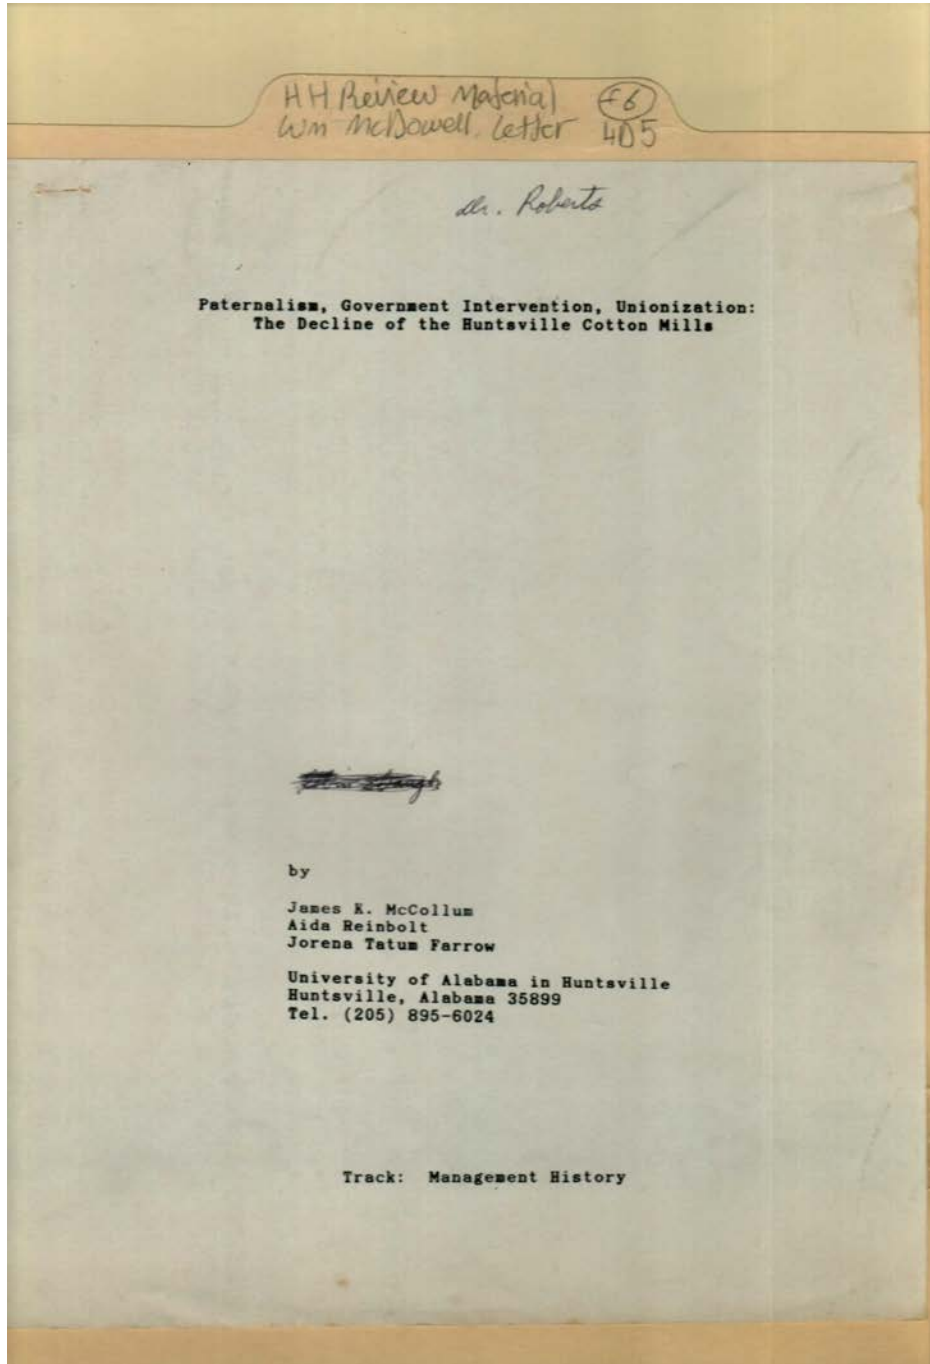 HH Review Material f6
Wm McDowell Letter 4D5
Dr. Roberts
Paternalism, Government Intervention, Unionization:
The Decline of the Huntsville Cotton Mills
by
James K. McCollum
Aida Reinbolt
Jorena Tatum Farrow
University of Alabama in Huntsville
Huntsville, Alabama 35899
Tel. (205) 895-6024
Track: Management History